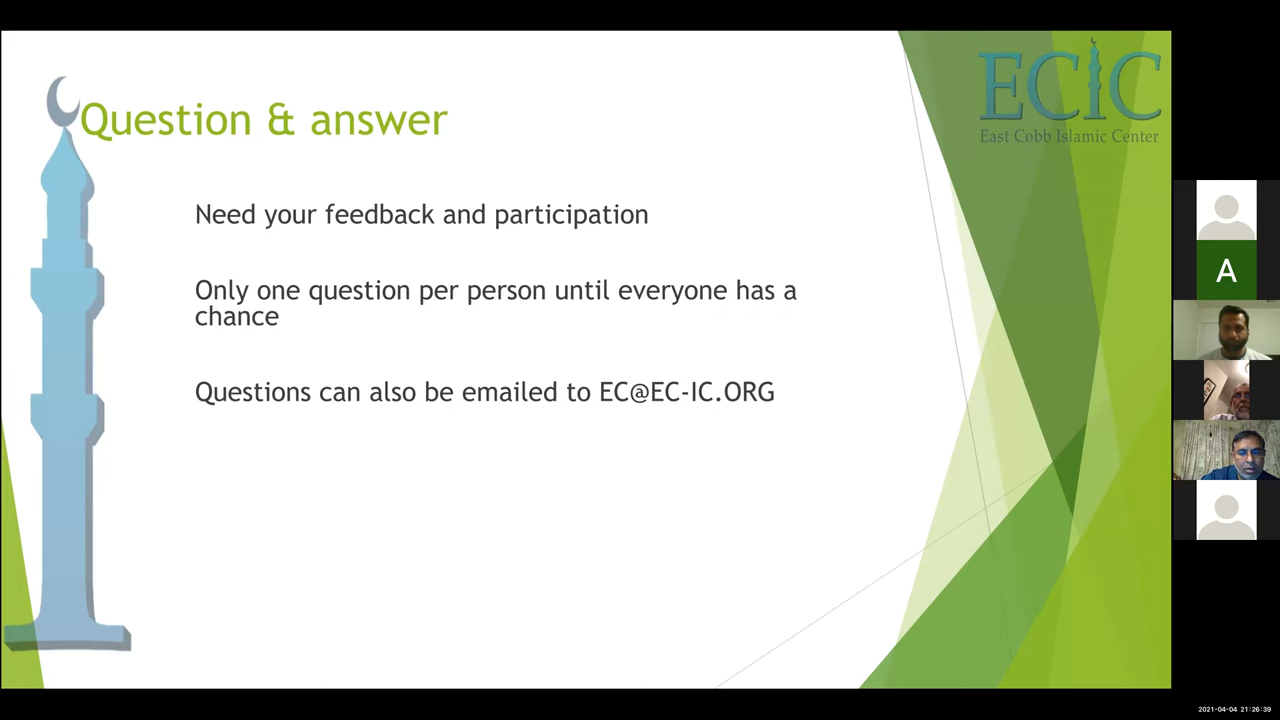 ECIC
East Cobb Islamic Center
Question & answer
Need your feedback and participation
Only one question per person until everyone has a
chance
Questions can also be emailed to EC@EC-IC.ORG
A
2021-04-04 21:26:39